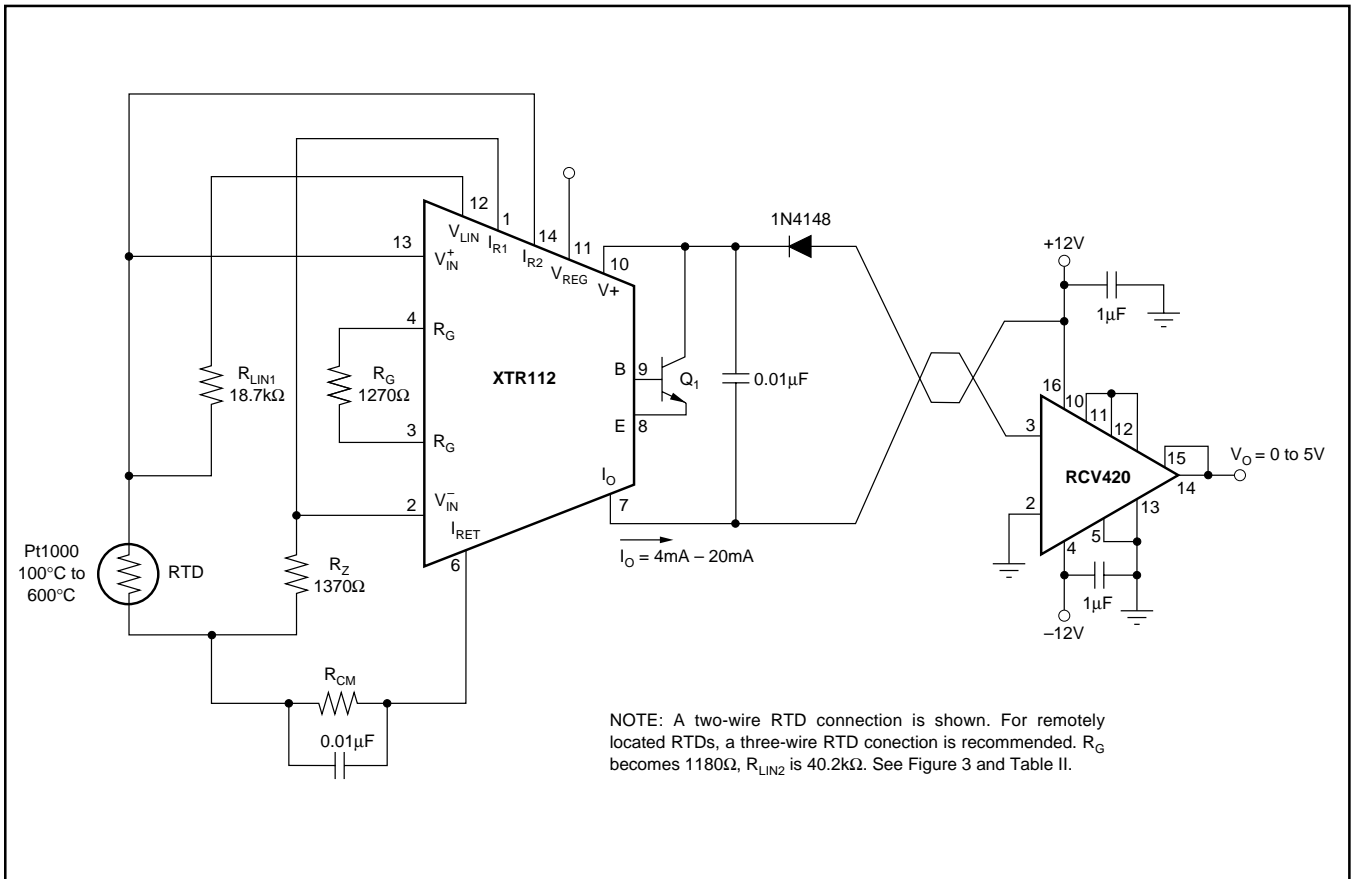 12
1
14
11
10
13
V_LIN
I_R1
I_R2
V_REG
V+
V_IN^+
4
R_G
R_LIN1
18.7kΩ
R_G
1270Ω
XTR112
B
9
Q_1
0.01µF
3
R_G
E
8
I_O
7
V_IN^–
2
I_RET
6
I_O = 4mA – 20mA
Pt1000
100°C to
600°C
RTD
R_Z
1370Ω
R_CM
0.01µF
1N4148
+12V
1µF
16
10
11
12
3
15
V_O = 0 to 5V
RCV420
14
2
13
5
4
1µF
–12V
NOTE: A two-wire RTD connection is shown. For remotely
located RTDs, a three-wire RTD conection is recommended. R_G
becomes 1180Ω, R_LIN2 is 40.2kΩ. See Figure 3 and Table II.